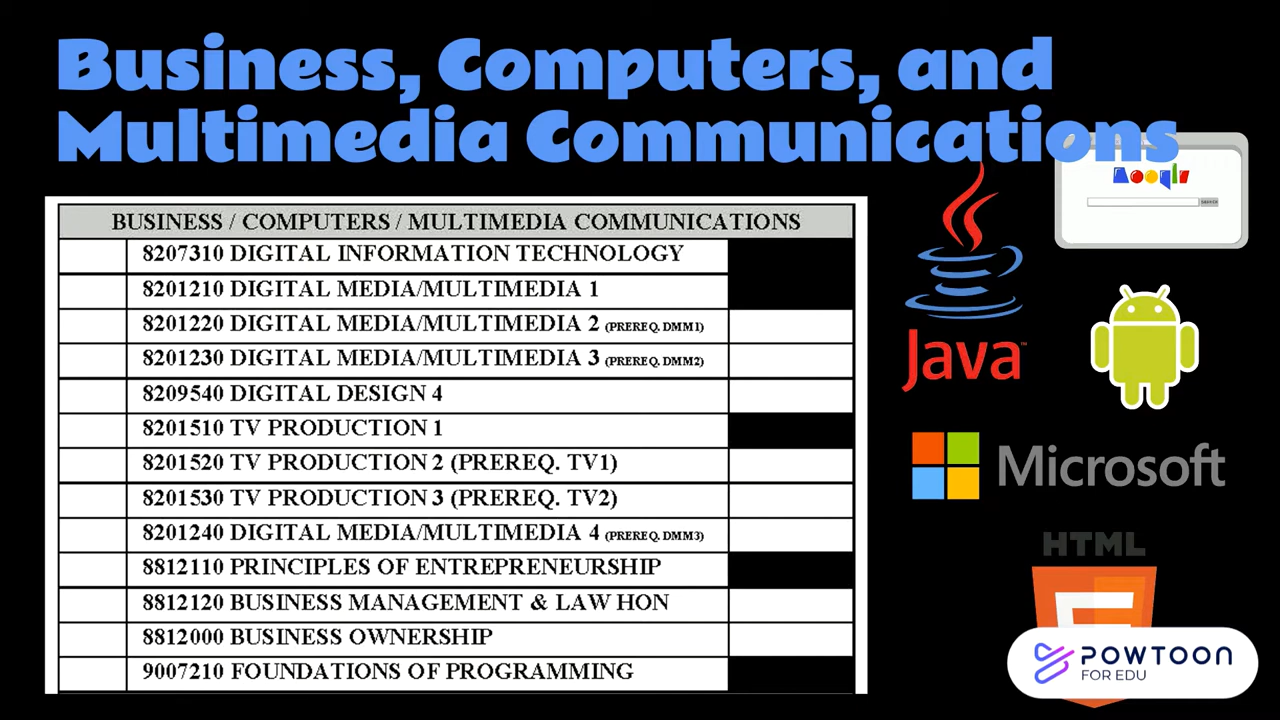 Business, Computers, and
Multimedia Communications
BUSINESS / COMPUTERS / MULTIMEDIA COMMUNICATIONS
8207310 DIGITAL INFORMATION TECHNOLOGY
8201210 DIGITAL MEDIA/MULTIMEDIA 1
8201220 DIGITAL MEDIA/MULTIMEDIA 2 (PREREQ. DMM1)
8201230 DIGITAL MEDIA/MULTIMEDIA 3 (PREREQ. DMM2)
8209540 DIGITAL DESIGN 4
8201510 TV PRODUCTION 1
8201520 TV PRODUCTION 2 (PREREQ. TV1)
8201530 TV PRODUCTION 3 (PREREQ. TV2)
8201240 DIGITAL MEDIA/MULTIMEDIA 4 (PREREQ. DMM3)
8812110 PRINCIPLES OF ENTREPRENEURSHIP
8812120 BUSINESS MANAGEMENT & LAW HON
8812000 BUSINESS OWNERSHIP
9007210 FOUNDATIONS OF PROGRAMMING
Java™
Microsoft
HTML
POWTOON
FOR EDU